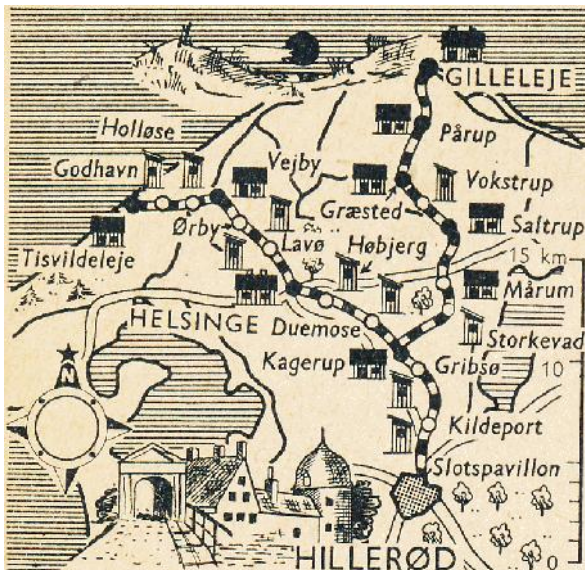 GILLELEJE
Holløse
Pårup
Godhavn
Vejby
Vokstrup
Græsted
Ørby
Saltrup
Lavø
Høbjerg
Tisvildeleje
15 km
Mårum
HELSINGE
Duemose
Storkevad
Kagerup
Gribsø
10
N
Kildeport
Slotspavillon
HILLERØD
0